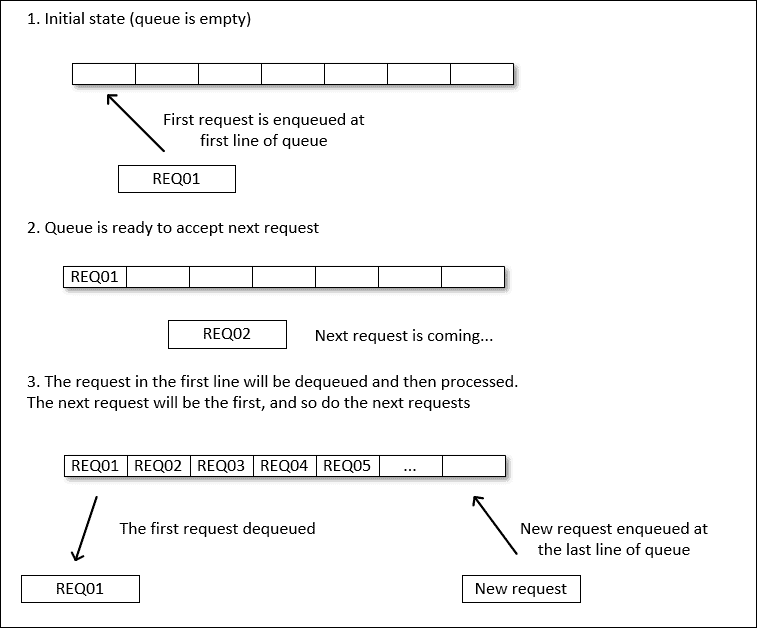 1. Initial state (queue is empty)
First request is enqueued at
first line of queue
REQ01
2. Queue is ready to accept next request
REQ01
REQ02
Next request is coming...
3. The request in the first line will be dequeued and then processed.
The next request will be the first, and so do the next requests
REQ01 REQ02 REQ03 REQ04 REQ05 ...
The first request dequeued
New request enqueued at
the last line of queue
REQ01
New request